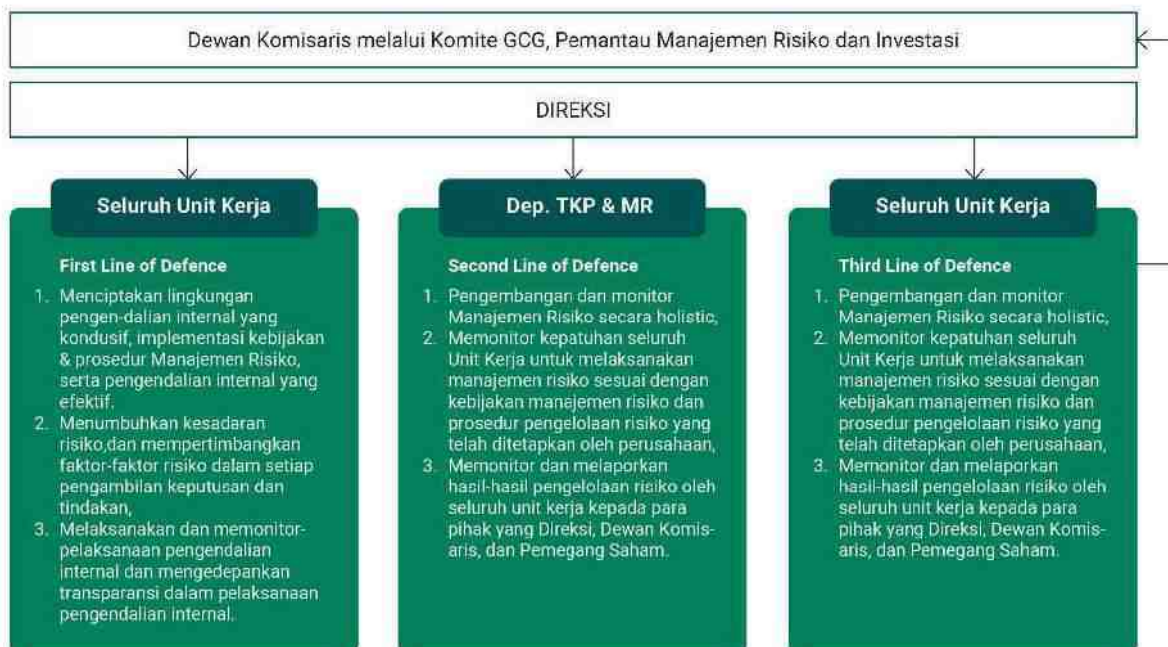 Dewan Komisaris melalui Komite GCG, Pemantau Manajemen Risiko dan Investasi
DIREKSI
Seluruh Unit Kerja
First Line of Defence
1. Menciptakan lingkungan
pengen-dalian internal yang
kondusif, implementasi kebijakan
& prosedur Manajemen Risiko,
serta pengendalian internal yang
efektif.
2. Menumbuhkan kesadaran
risiko,dan mempertimbangkan
faktor-faktor risiko dalam setiap
pengambilan keputusan dan
tindakan,
3. Melaksanakan dan memonitor-
pelaksanaan pengendalian
internal dan mengedepankan
transparansi dalam pelaksanaan
pengendalian internal.
Dep. TKP & MR
Second Line of Defence
1. Pengembangan dan monitor
Manajemen Risiko secara holistic,
2. Memonitor kepatuhan seluruh
Unit Kerja untuk melaksanakan
manajemen risiko sesuai dengan
kebijakan manajemen risiko dan
prosedur pengelolaan risiko yang
telah ditetapkan oleh perusahaan,
3. Memonitor dan melaporkan
hasil-hasil pengelolaan risiko oleh
seluruh unit kerja kepada para
pihak yang Direksi, Dewan Komis-
aris, dan Pemegang Saham.
Seluruh Unit Kerja
Third Line of Defence
1. Pengembangan dan monitor
Manajemen Risiko secara holistic,
2. Memonitor kepatuhan seluruh
Unit Kerja untuk melaksanakan
manajemen risiko sesuai dengan
kebijakan manajemen risiko dan
prosedur pengelolaan risiko yang
telah ditetapkan oleh perusahaan,
3. Memonitor dan melaporkan
hasil-hasil pengelolaan risiko oleh
seluruh unit kerja kepada para
pihak yang Direksi, Dewan Komis-
aris, dan Pemegang Saham.